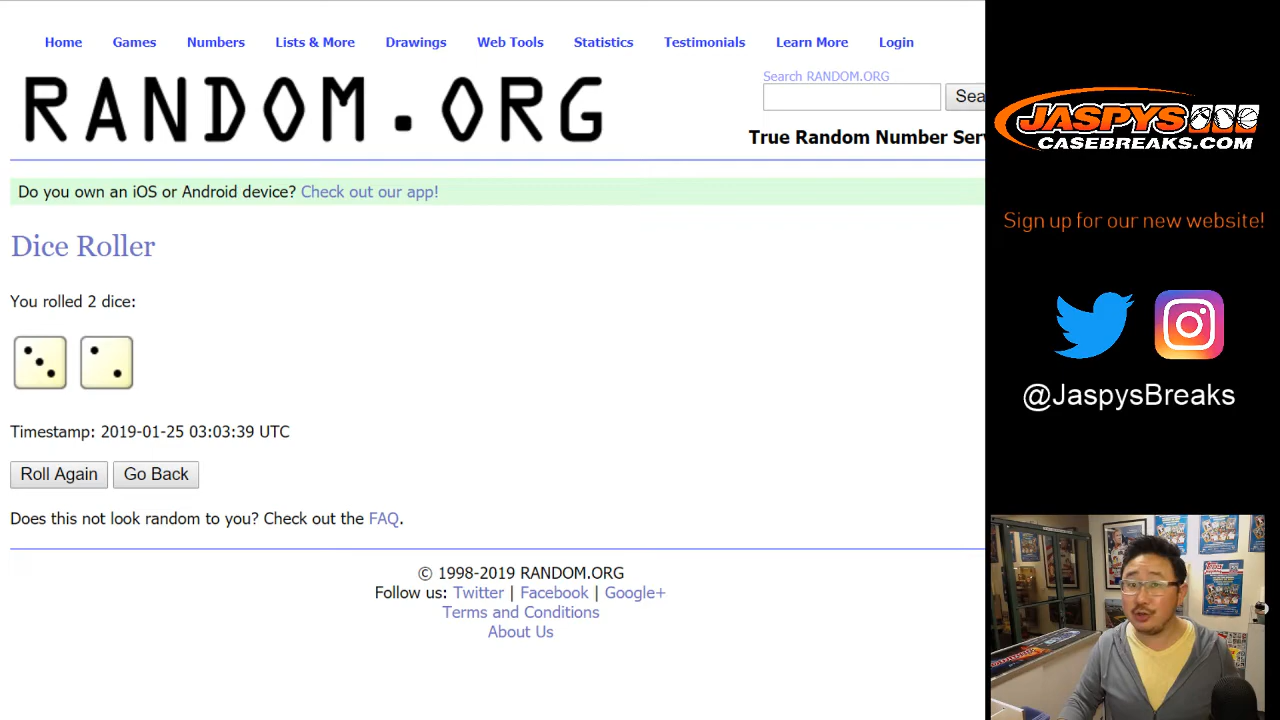 Home Games Numbers Lists & More Drawings Web Tools Statistics Testimonials Learn More Login
RANDOM.ORG
Search RANDOM.ORG
Sea
True Random Number Ser
Do you own an iOS or Android device? Check out our app!
Dice Roller
You rolled 2 dice:
Timestamp: 2019-01-25 03:03:39 UTC
Roll Again Go Back
Does this not look random to you? Check out the FAQ.
© 1998-2019 RANDOM.ORG
Follow us: Twitter | Facebook | Google+
Terms and Conditions
About Us
JASPYS
CASEBREAKS.COM
Sign up for our new website!
@JaspysBreaks